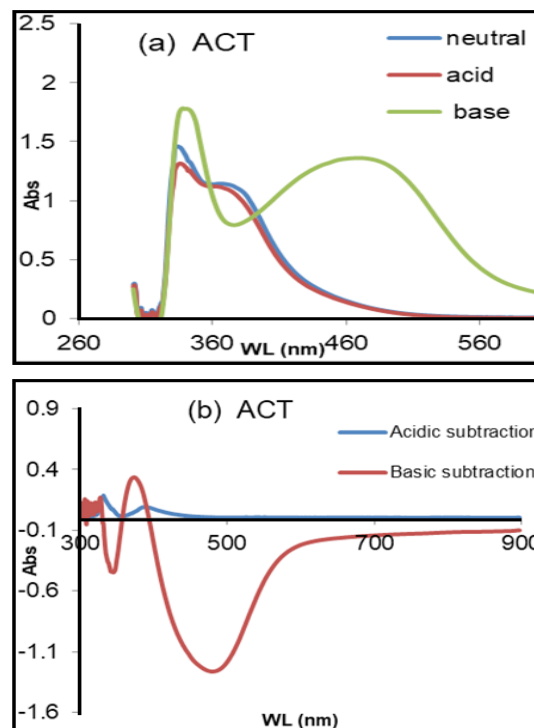 (a) ACT
neutral
acid
base
2.5
2
1.5
1
0.5
0
Abs
260
360
460
560
WL (nm)
(b) ACT
Acidic subtraction
Basic subtraction
0.9
0.4
-0.1
-0.6
-1.1
-1.6
Abs
300
500
700
900
WL (nm)